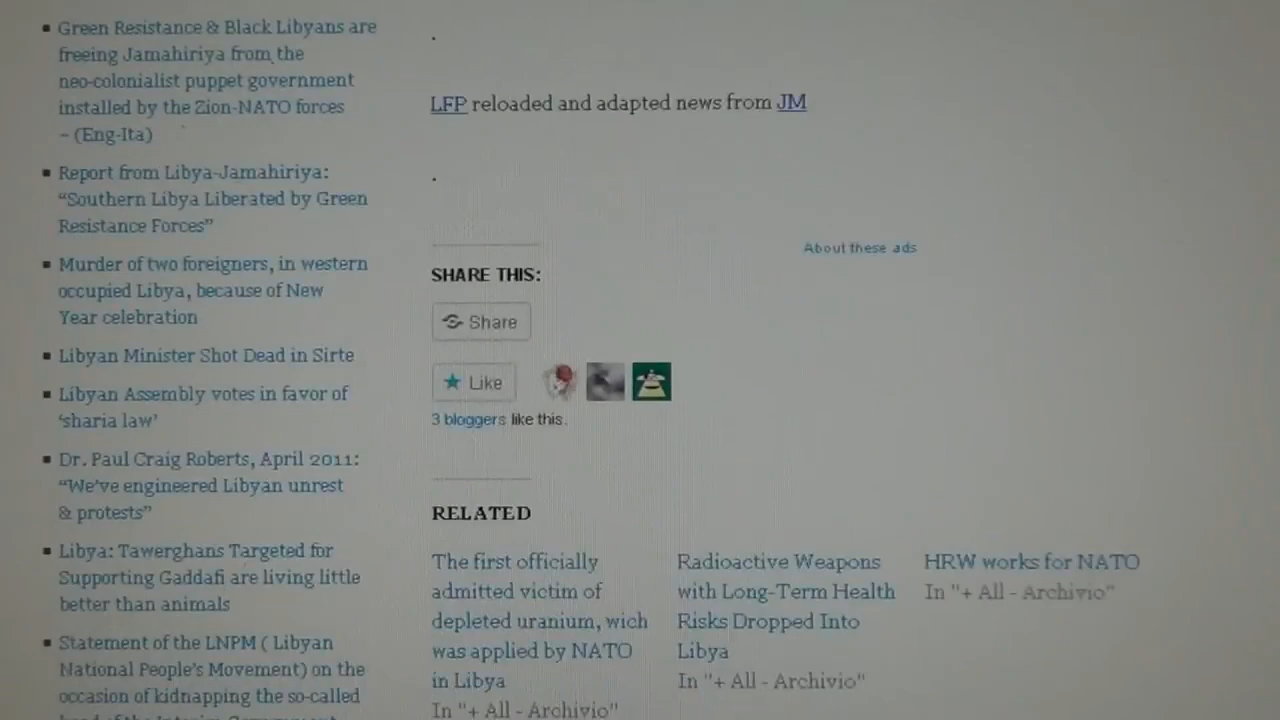 Green Resistance & Black Libyans are
freeing Jamahiriya from the
neo-colonialist puppet government
installed by the Zion-NATO forces
– (Eng-Ita)
Report from Libya-Jamahiriya:
“Southern Libya Liberated by Green
Resistance Forces”
Murder of two foreigners, in western
occupied Libya, because of New
Year celebration
Libyan Minister Shot Dead in Sirte
Libyan Assembly votes in favor of
‘sharia law’
Dr. Paul Craig Roberts, April 2011:
“We’ve engineered Libyan unrest
& protests”
Libya: Tawerghans Targeted for
Supporting Gaddafi are living little
better than animals
Statement of the LNPM ( Libyan
National People’s Movement) on the
occasion of kidnapping the so-called
head of the Interim Government
.
LFP reloaded and adapted news from JM
.
About these ads
SHARE THIS:
Share
Like
3 bloggers like this.
RELATED
The first officially
admitted victim of
depleted uranium, wich
was applied by NATO
in Libya
In "+ All - Archivio"
Radioactive Weapons
with Long-Term Health
Risks Dropped Into
Libya
In "+ All - Archivio"
HRW works for NATO
In "+ All - Archivio"